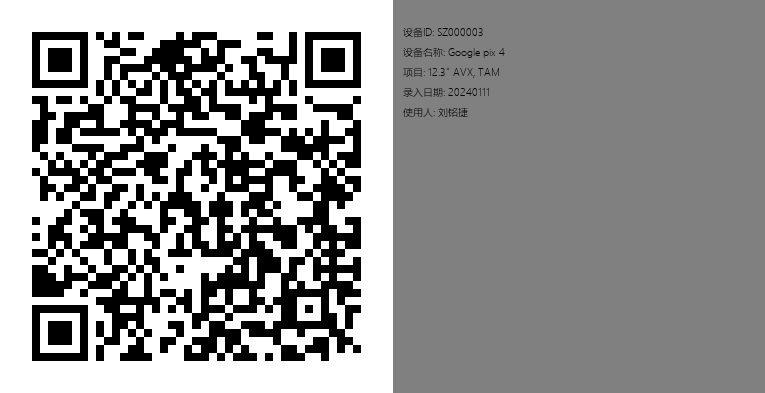 设备ID: SZ000003
设备名称: Google pix 4
项目: 12.3" AVX, TAM
录入日期: 20240111
使用人: 刘铭捷